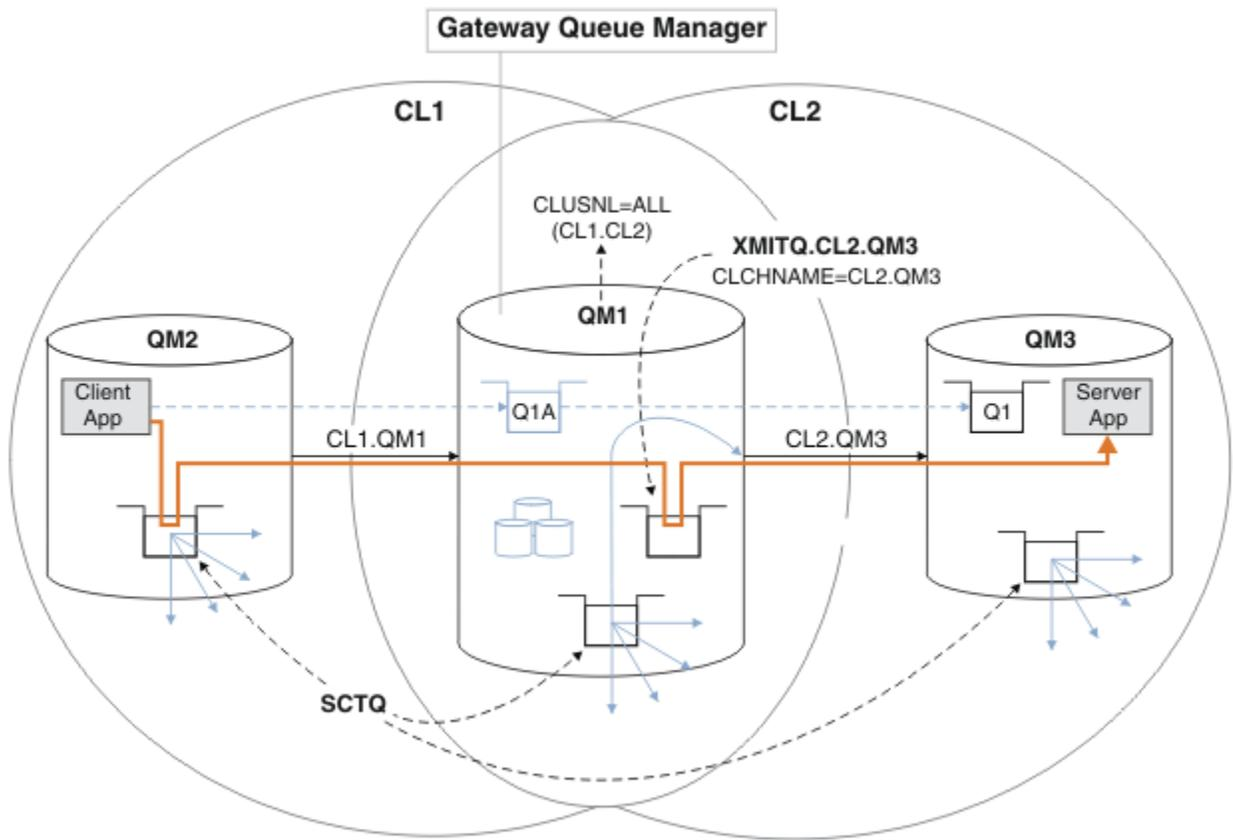 Gateway Queue Manager
CL1
CL2
CLUSNL=ALL
(CL1.CL2)
XMITQ.CL2.QM3
CLCHNAME=CL2.QM3
QM2
QM1
QM3
Client
App
Q1A
Q1
Server
App
CL1.QM1
CL2.QM3
SCTQ